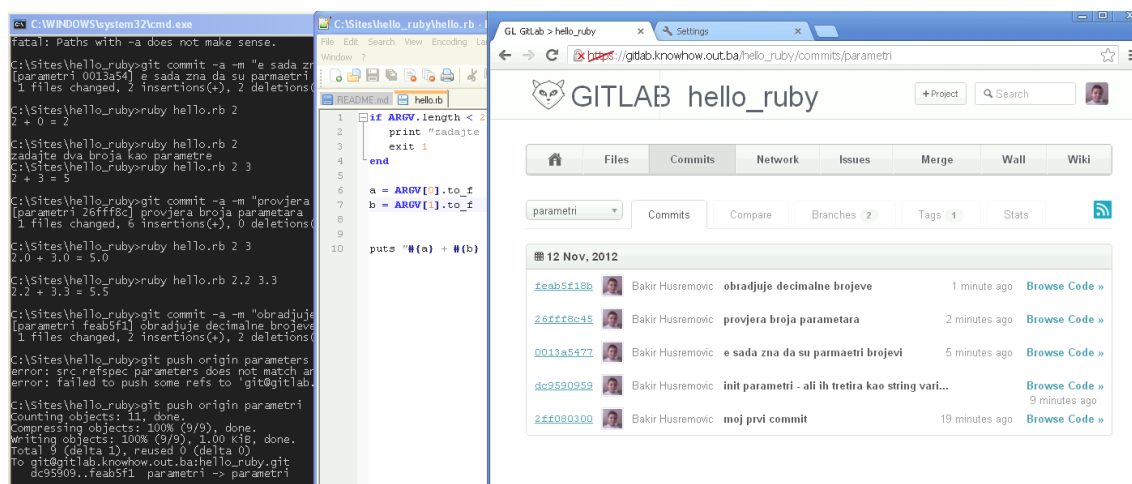 C:\WINDOWS\system32\cmd.exe
fatal: Paths with -a does not make sense.
C:\Sites\hello_ruby>git commit -a -m "e sada zn
[parametri 0013a54] e sada zna da su parmaetri
1 files changed, 2 insertions(+), 2 deletions(
C:\Sites\hello_ruby>ruby hello.rb 2
2 + 0 = 2
C:\Sites\hello_ruby>ruby hello.rb 2
zadajte dva broja kao parametre
C:\Sites\hello_ruby>ruby hello.rb 2 3
2 + 3 = 5
C:\Sites\hello_ruby>git commit -a -m "provjera
[parametri 26fff8c] provjera broja parametara
1 files changed, 6 insertions(+), 0 deletions(
C:\Sites\hello_ruby>ruby hello.rb 2 3
2.0 + 3.0 = 5.0
C:\Sites\hello_ruby>ruby hello.rb 2.2 3.3
2.2 + 3.3 = 5.5
C:\Sites\hello_ruby>git commit -a -m "obradjuje
[parametri feab5f1] obradjuje decimalne brojeve
1 files changed, 2 insertions(+), 2 deletions(
C:\Sites\hello_ruby>git push origin parameters
error: src refspec parameters does not match an
error: failed to push some refs to 'git@gitlab.
C:\Sites\hello_ruby>git push origin parametri
Counting objects: 11, done.
Compressing objects: 100% (9/9), done.
Writing objects: 100% (9/9), 1.00 KiB, done.
Total 9 (delta 1), reused 0 (delta 0)
To git@gitlab.knowhow.out.ba:hello_ruby.git
dc95909..feab5f1 parametri -> parametri
C:\Sites\hello_ruby\hello.rb -
File Edit Search View Encoding Lan
Window ?
README.md hello.rb
1 if ARGV.length < 2
2 print "zadajte
3 exit 1
4 end
5
6 a = ARGV[0].to_f
7 b = ARGV[1].to_f
8
9
10 puts "#{a} + #{b}
GL GitLab > hello_ruby Settings
https://gitlab.knowhow.out.ba/hello_ruby/commits/parametri
GITLAB hello_ruby +Project Search
Files Commits Network Issues Merge Wall Wiki
parametri Commits Compare Branches 2 Tags 1 Stats
12 Nov, 2012
feab5f18b Bakir Husremovic obradjuje decimalne brojeve 1 minute ago Browse Code »
26fff8c45 Bakir Husremovic provjera broja parametara 2 minutes ago Browse Code »
0013a5477 Bakir Husremovic e sada zna da su parmaetri brojevi 5 minutes ago Browse Code »
dc9590959 Bakir Husremovic init parametri - ali ih tretira kao string vari... Browse Code »
9 minutes ago
2ff080300 Bakir Husremovic moj prvi commit 19 minutes ago Browse Code »